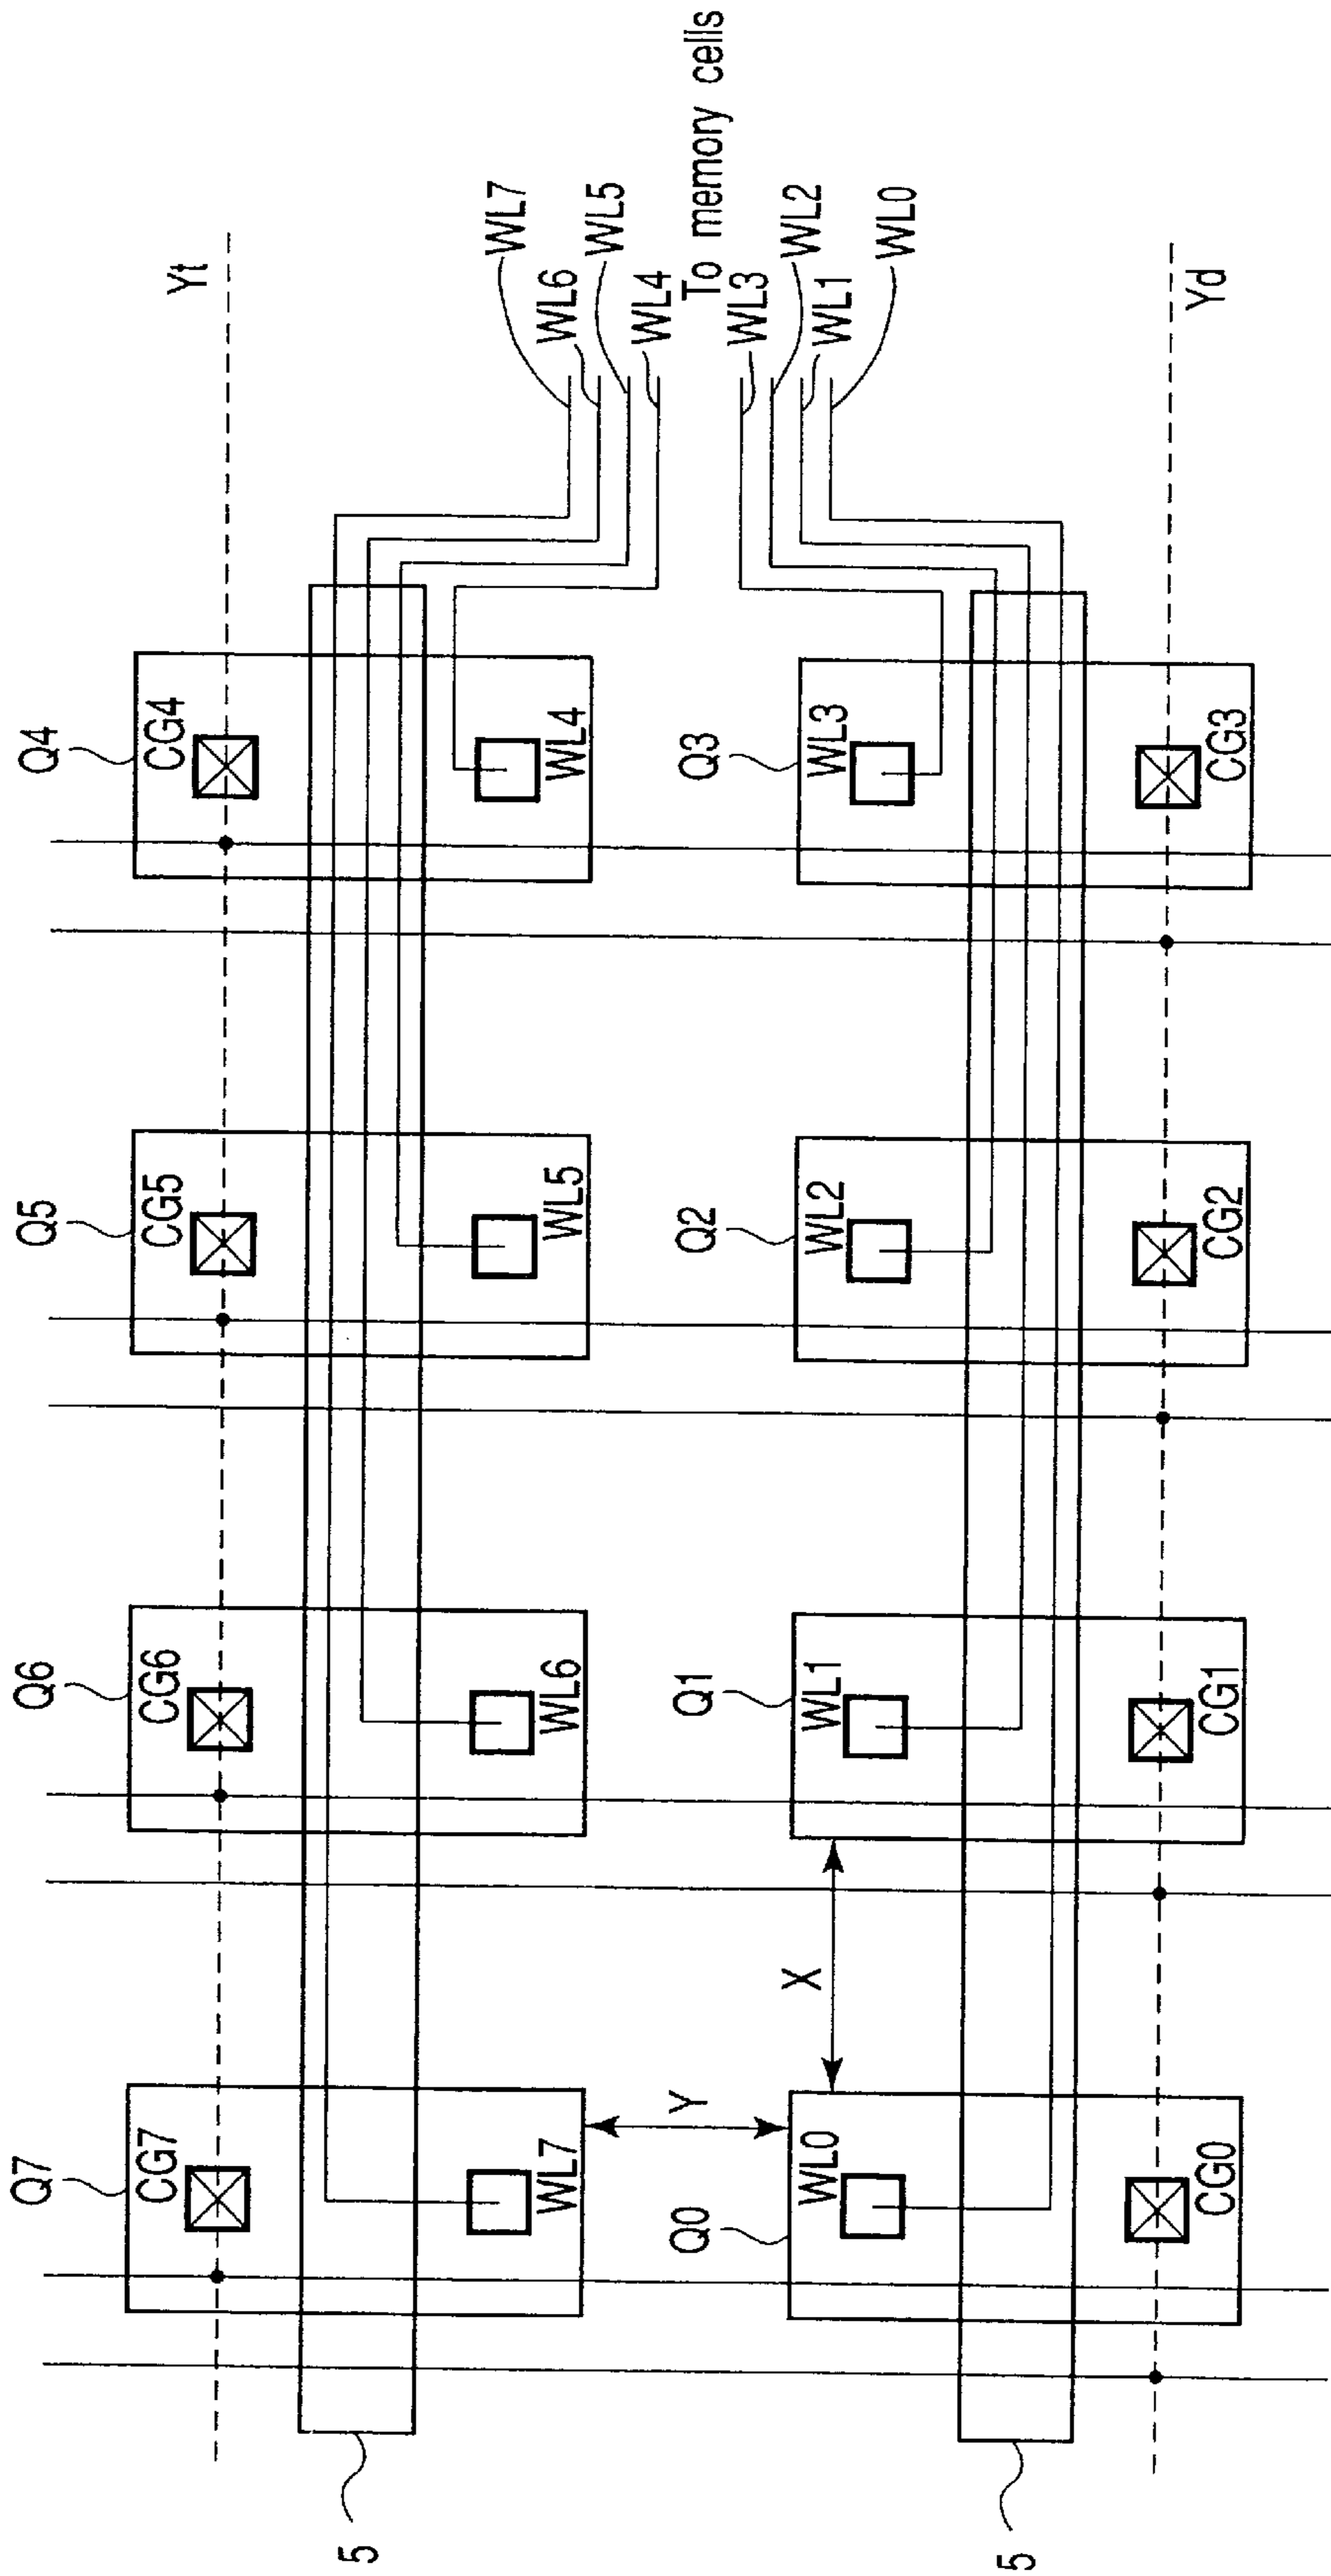 Q7
Q6
Q5
Q4
CG7
CG6
CG5
CG4
Yt
WL7
WL6
WL5
WL4
WL7
WL6
WL5
WL4
To memory cells
Y
X
Q0
Q1
Q2
Q3
WL0
WL1
WL2
WL3
WL3
WL2
WL1
WL0
CG0
CG1
CG2
CG3
Yd
5
5